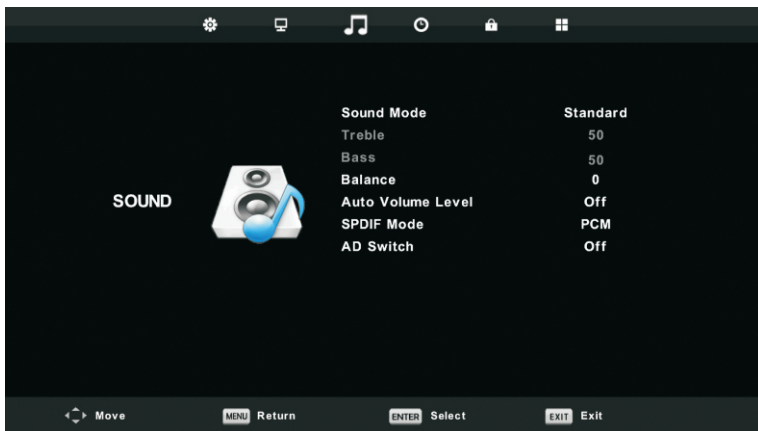 Sound Mode Standard
Treble 50
Bass 50
Balance 0
SOUND
Auto Volume Level Off
SPDIF Mode PCM
AD Switch Off
Move MENU Return ENTER Select EXIT Exit